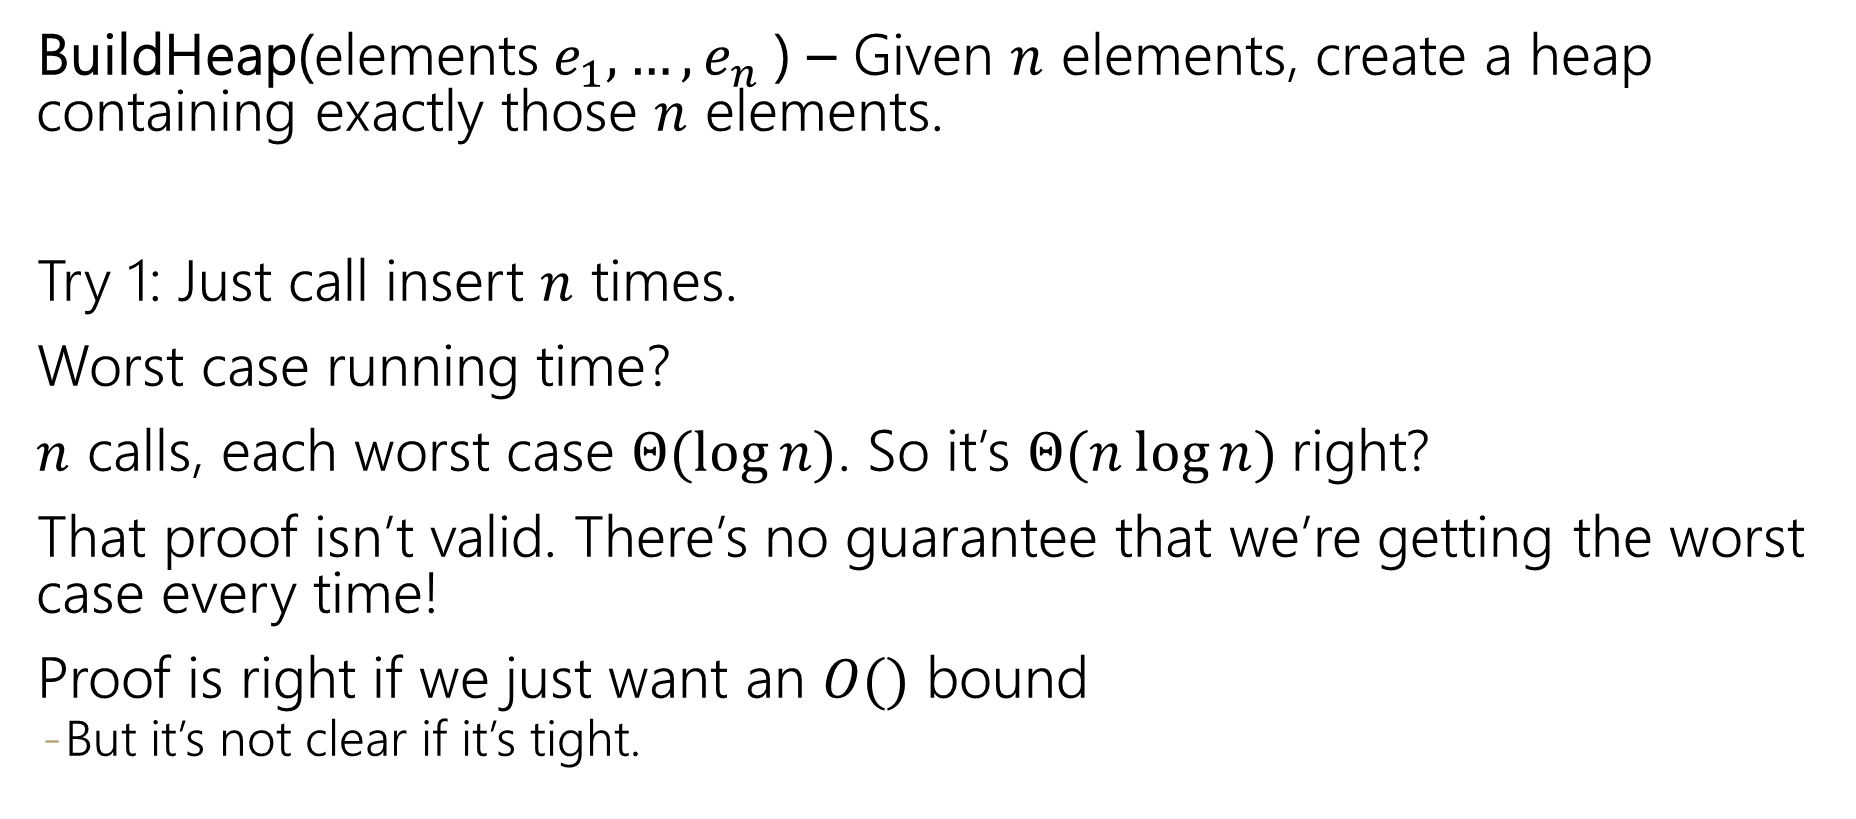 BuildHeap(elements 𝑒₁, … , 𝑒ₙ ) – Given 𝑛 elements, create a heap
containing exactly those 𝑛 elements.
Try 1: Just call insert 𝑛 times.
Worst case running time?
𝑛 calls, each worst case Θ(log 𝑛). So it’s Θ(𝑛 log 𝑛) right?
That proof isn’t valid. There’s no guarantee that we’re getting the worst
case every time!
Proof is right if we just want an 𝑂() bound
-But it’s not clear if it’s tight.